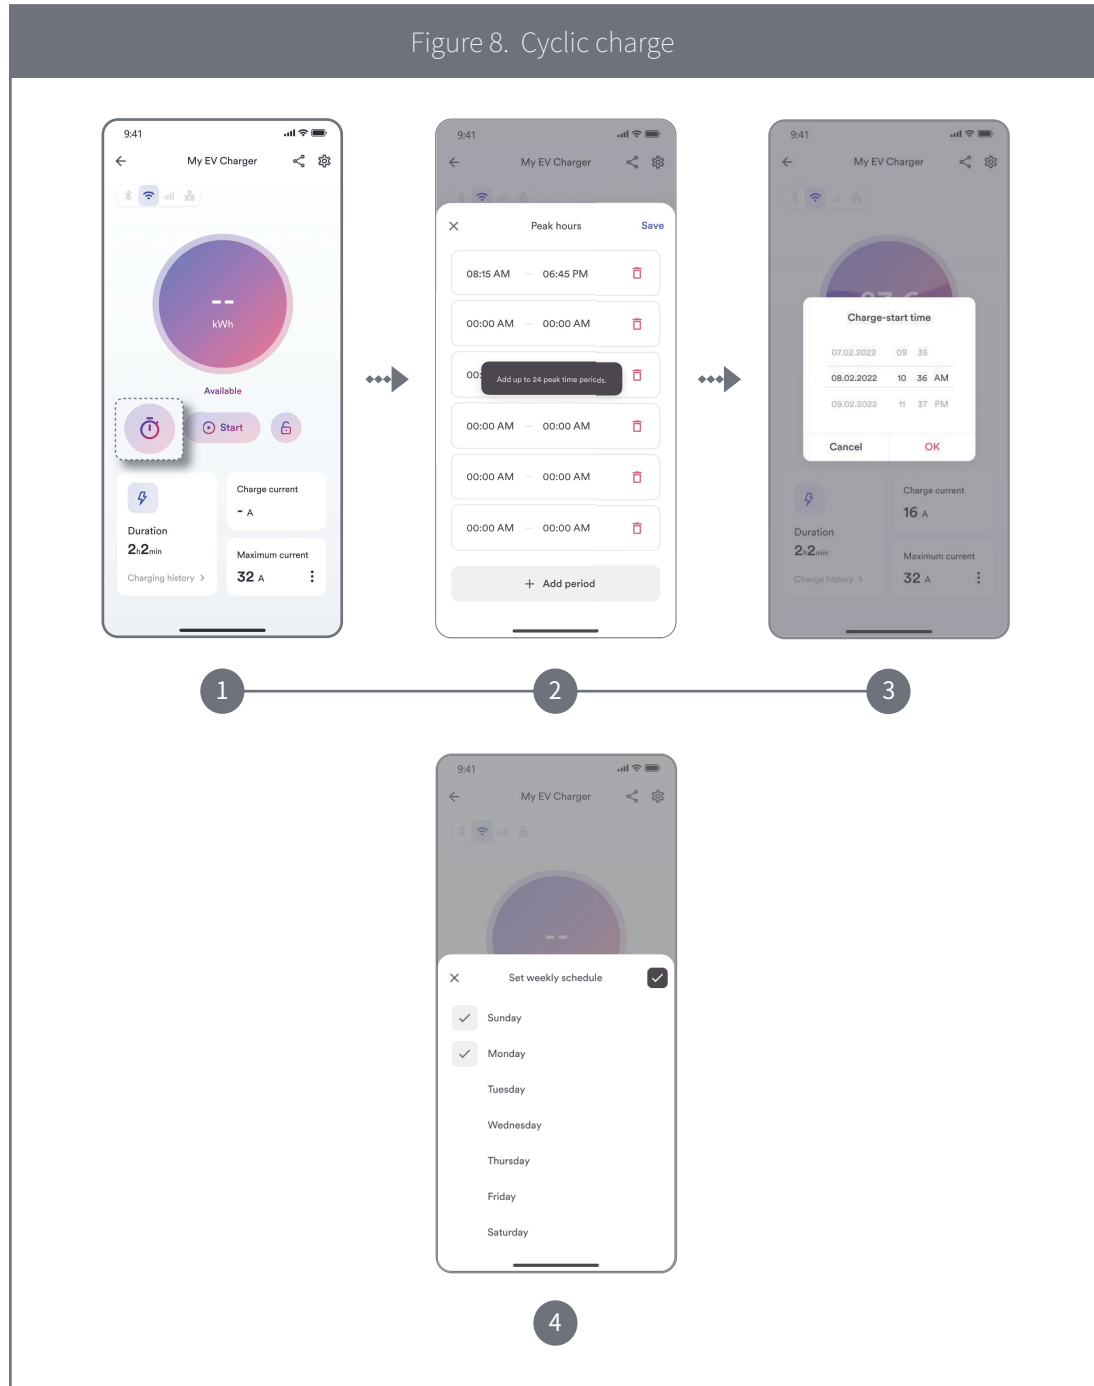 Figure 8. Cyclic charge
9:41
My EV Charger
--
kWh
Available
Start
Duration
2h2min
Charging history >
Charge current
- A
Maximum current
32 A
1
9:41
My EV Charger
Peak hours
Save
08:15 AM – 06:45 PM
00:00 AM – 00:00 AM
00:
Add up to 24 peak time periods.
00:00 AM – 00:00 AM
00:00 AM – 00:00 AM
00:00 AM – 00:00 AM
+ Add period
2
9:41
My EV Charger
Charge-start time
07.02.2022 09 35
08.02.2022 10 36 AM
09.02.2022 11 37 PM
Cancel
OK
Duration
2h2min
Charge history >
Charge current
16 A
Maximum current
32 A
3
9:41
My EV Charger
--
Set weekly schedule
Sunday
Monday
Tuesday
Wednesday
Thursday
Friday
Saturday
4